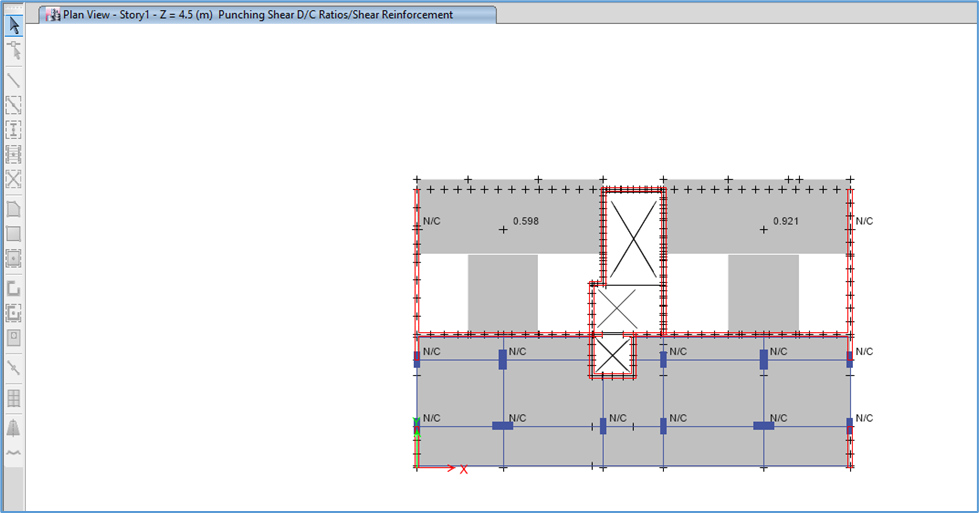 Plan View - Story1 - Z = 4.5 (m) Punching Shear D/C Ratios/Shear Reinforcement
N/C 0.598 0.921 N/C
N/C N/C N/C N/C N/C
N/C N/C N/C N/C N/C N/C
X